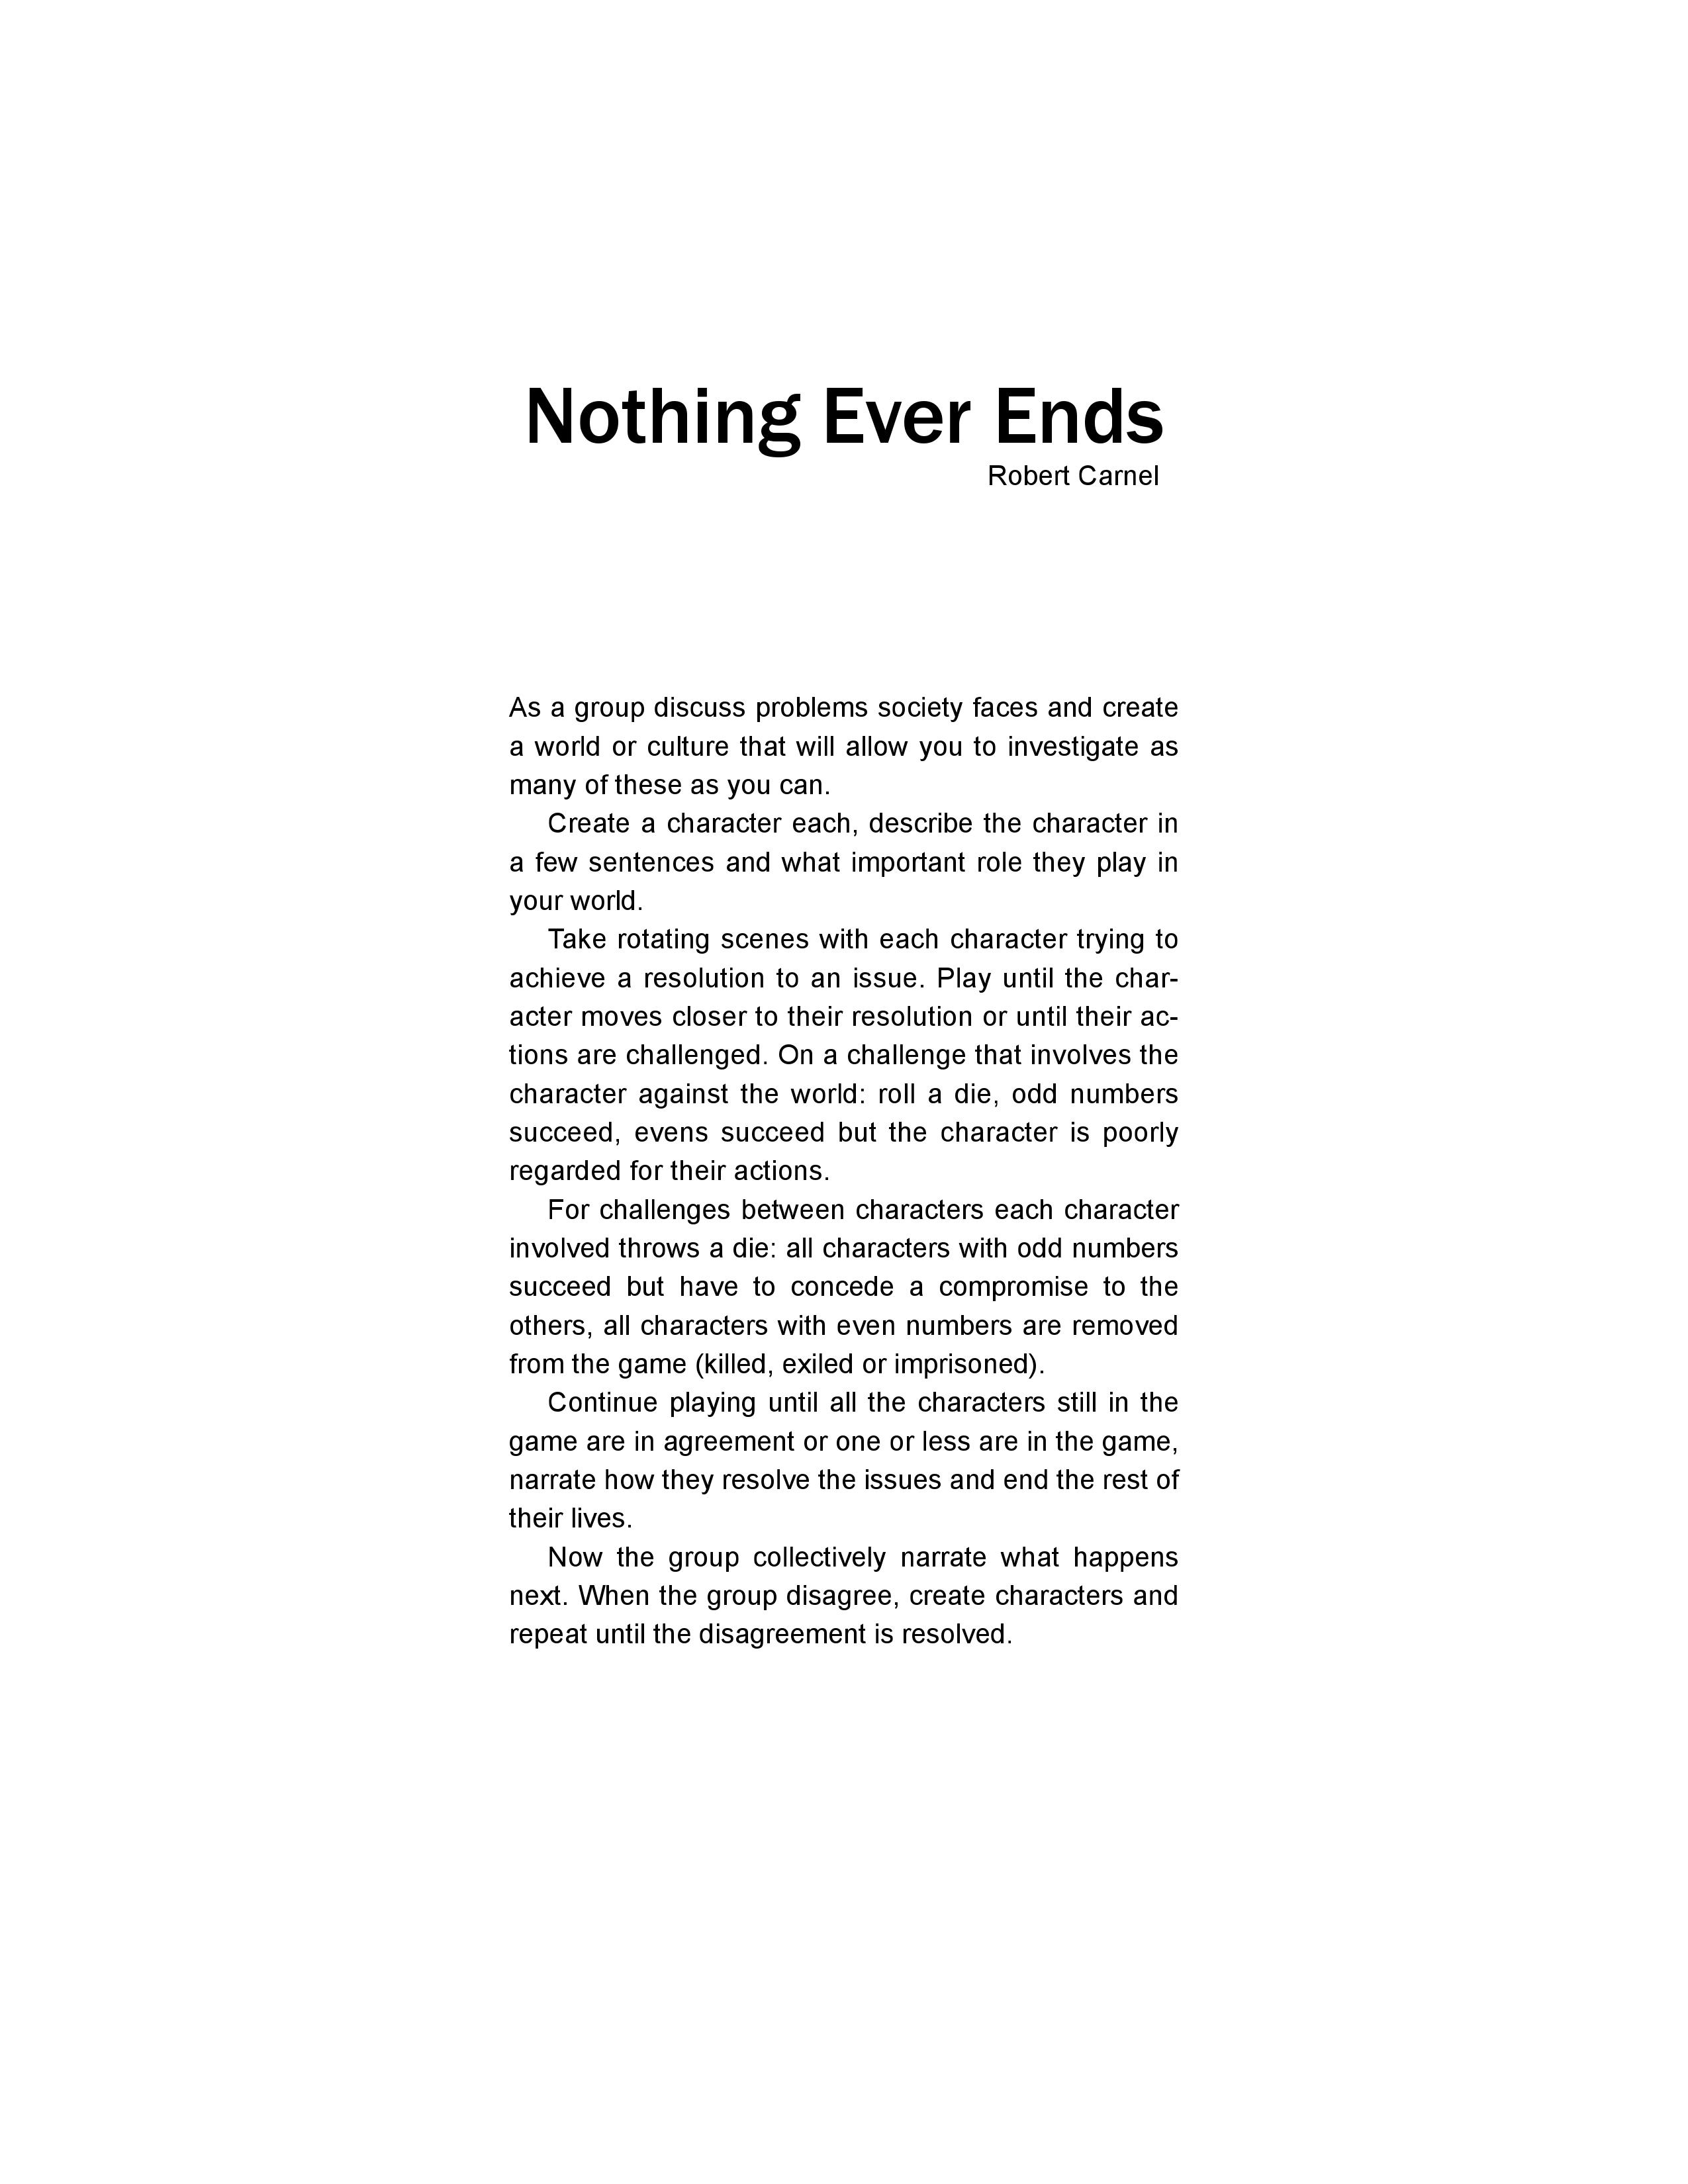 Nothing Ever Ends
Robert Carnel
As a group discuss problems society faces and create
a world or culture that will allow you to investigate as
many of these as you can.
Create a character each, describe the character in
a few sentences and what important role they play in
your world.
Take rotating scenes with each character trying to
achieve a resolution to an issue. Play until the char-
acter moves closer to their resolution or until their ac-
tions are challenged. On a challenge that involves the
character against the world: roll a die, odd numbers
succeed, evens succeed but the character is poorly
regarded for their actions.
For challenges between characters each character
involved throws a die: all characters with odd numbers
succeed but have to concede a compromise to the
others, all characters with even numbers are removed
from the game (killed, exiled or imprisoned).
Continue playing until all the characters still in the
game are in agreement or one or less are in the game,
narrate how they resolve the issues and end the rest of
their lives.
Now the group collectively narrate what happens
next. When the group disagree, create characters and
repeat until the disagreement is resolved.